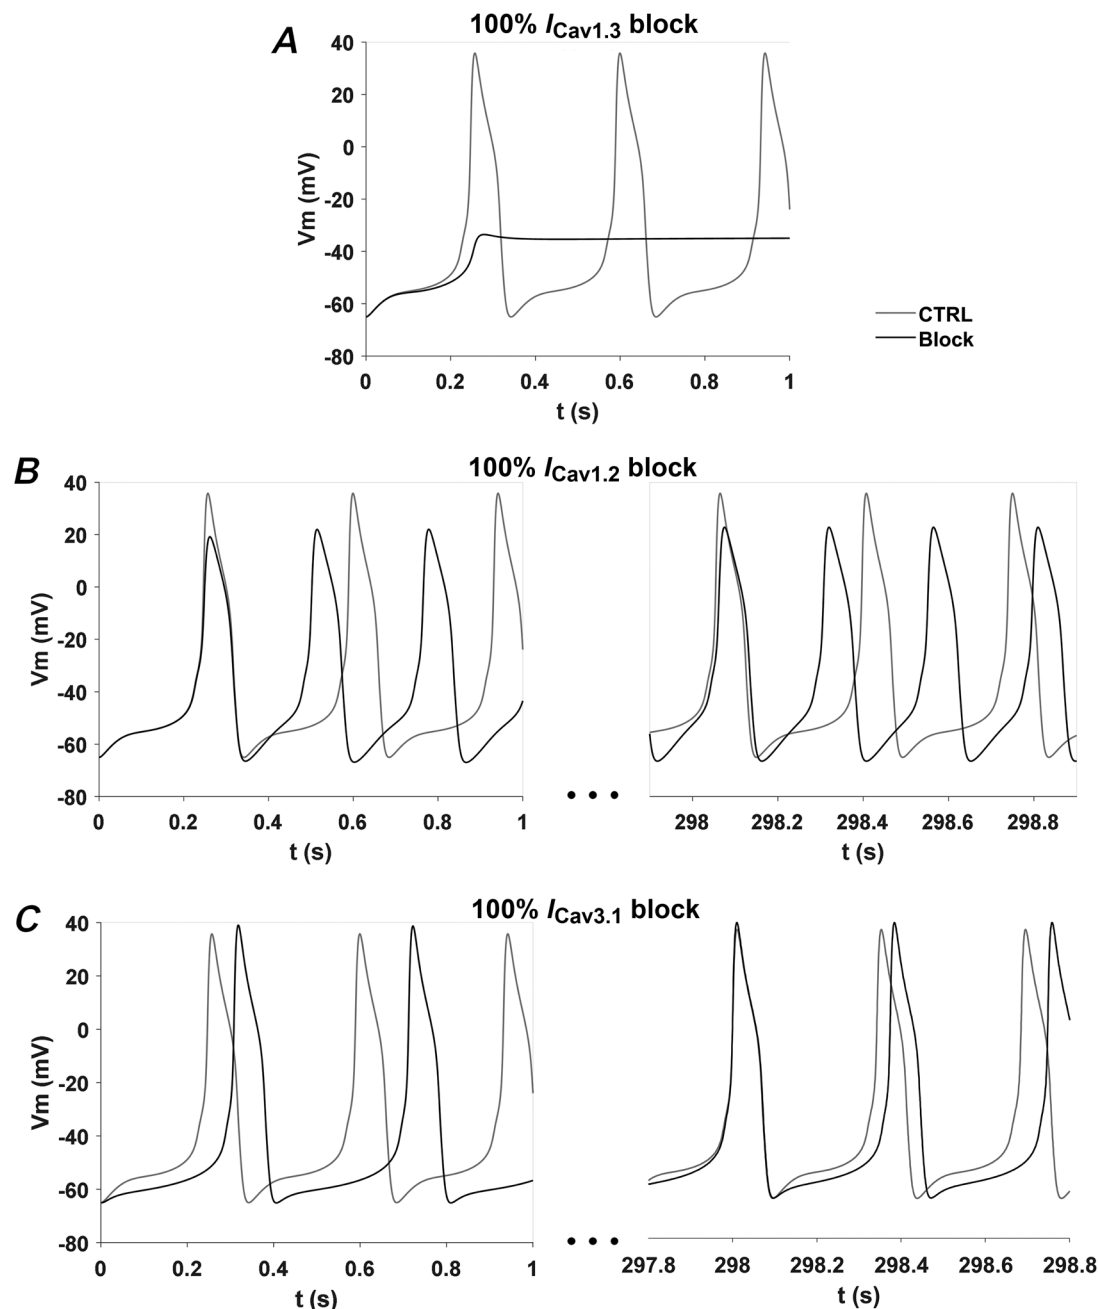 A
100% ICav1.3 block
40
20
0
-20
-40
-60
-80
Vm (mV)
0 0.2 0.4 0.6 0.8 1
t (s)
CTRL
Block
B
100% ICav1.2 block
40
20
0
-20
-40
-60
-80
Vm (mV)
0 0.2 0.4 0.6 0.8 1
t (s)
• • •
298 298.2 298.4 298.6 298.8
t (s)
C
100% ICav3.1 block
40
20
0
-20
-40
-60
-80
Vm (mV)
0 0.2 0.4 0.6 0.8 1
t (s)
• • •
297.8 298 298.2 298.4 298.6 298.8
t (s)